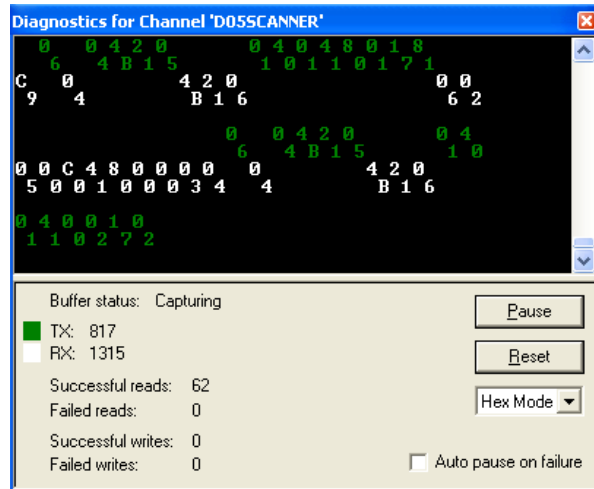 Diagnostics for Channel 'D05SCANNER'
0 0 4 2 0 0 4 0 4 8 0 1 8
6 4 B 1 5 1 0 1 1 0 1 7 1
C 0 4 2 0 0 0
9 4 B 1 6 6 2
0 0 4 2 0 0 4
6 4 B 1 5 1 0
0 0 C 4 8 0 0 0 0 0 4 2 0
5 0 0 1 0 0 0 3 4 4 B 1 6
0 4 0 0 1 0
1 1 0 2 7 2
Buffer status: Capturing
TX: 817
RX: 1315
Successful reads: 62
Failed reads: 0
Successful writes: 0
Failed writes: 0
Pause
Reset
Hex Mode
Auto pause on failure